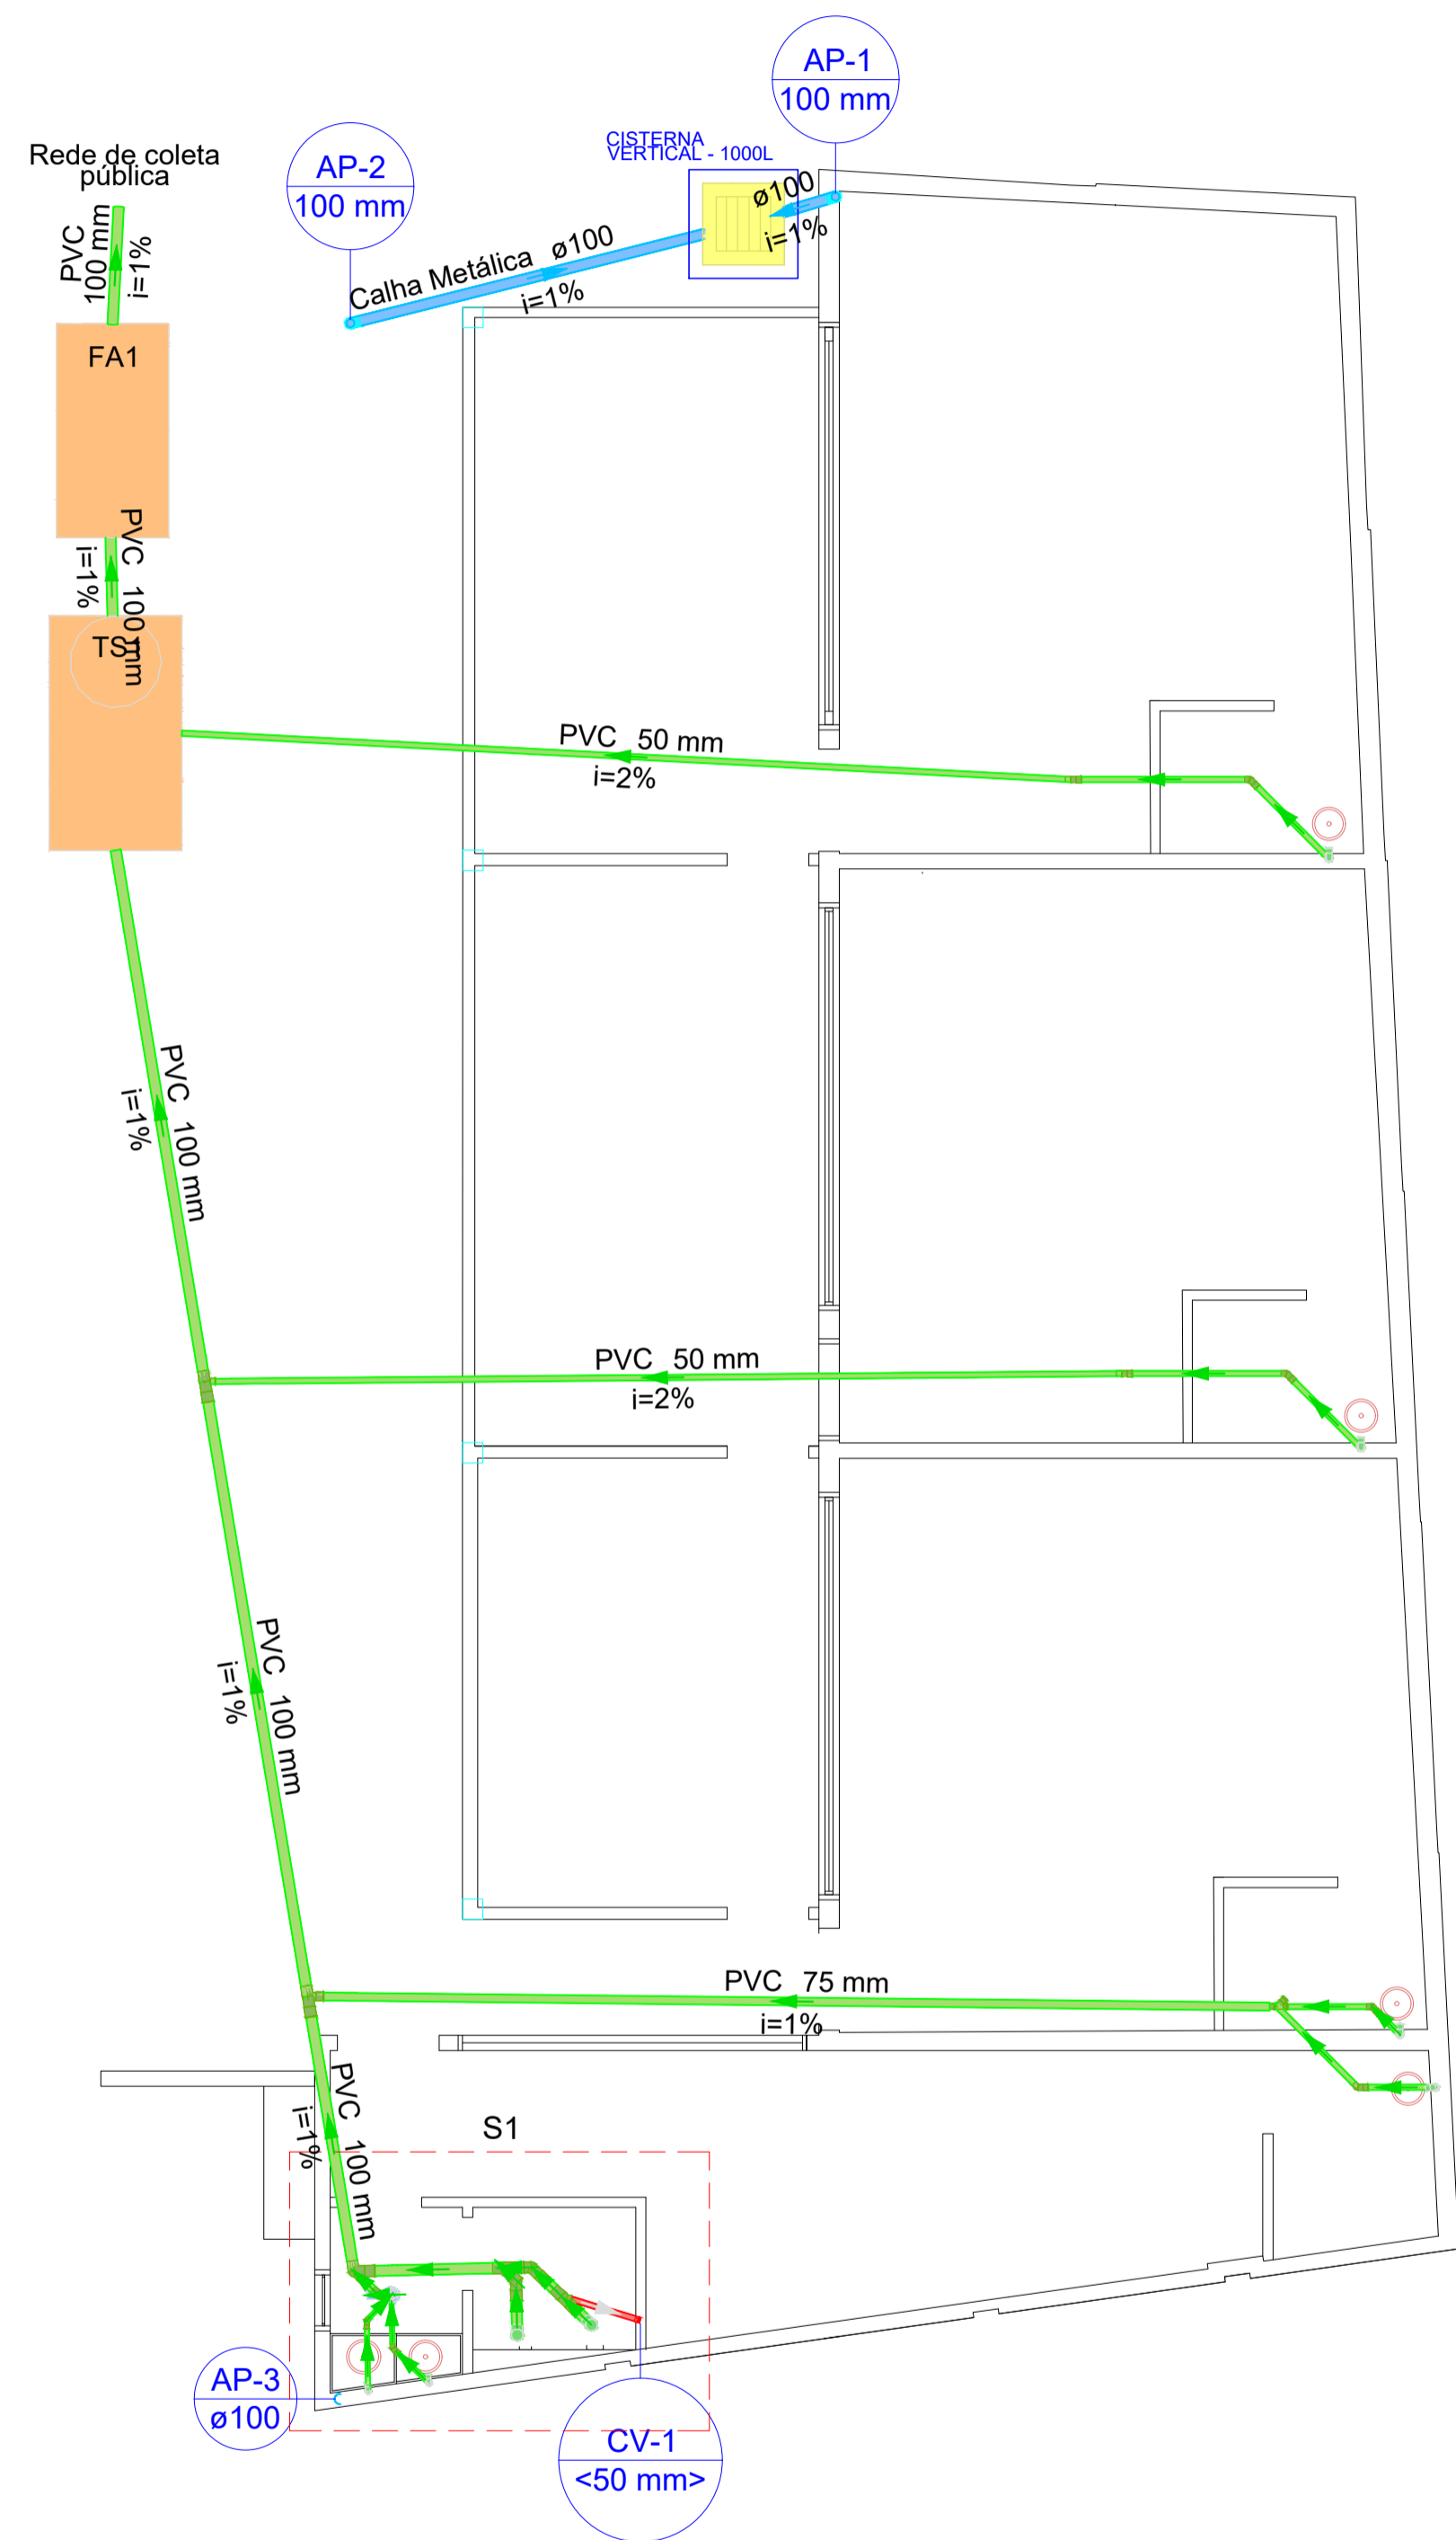 AP-1
100 mm
CISTERNA
VERTICAL - 1000L
Rede de coleta
pública
AP-2
100 mm
ø100
i=1%
Calha Metálica ø100
i=1%
PVC
100 mm
i=1%
FA1
PVC 100 mm
i=1%
TS1
PVC 50 mm
i=2%
PVC 100 mm
i=1%
PVC 50 mm
i=2%
PVC 100 mm
i=1%
PVC 75 mm
i=1%
PVC 100 mm
i=1%
S1
AP-3
ø100
CV-1
<50 mm>